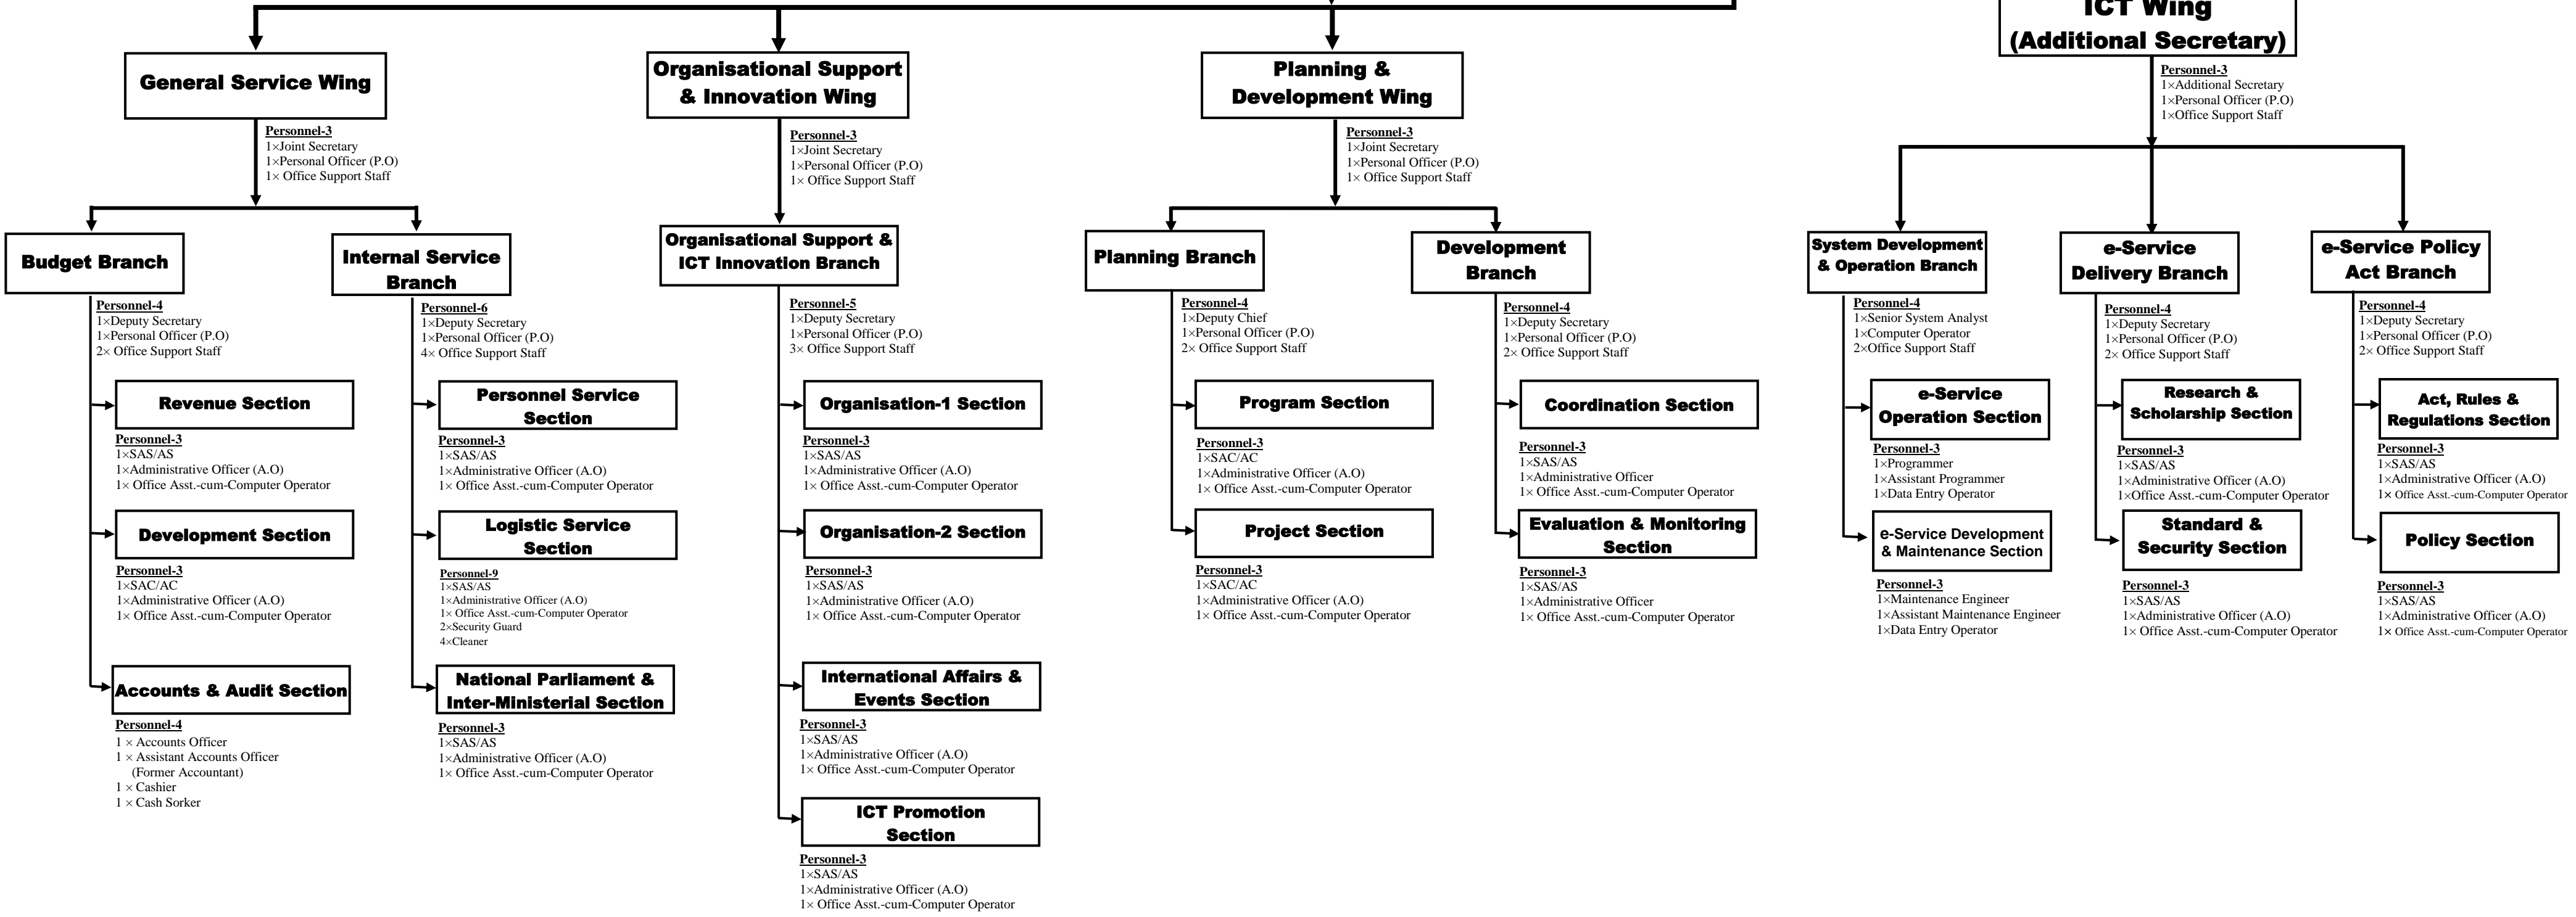 ICT Wing
(Additional Secretary)
Personnel-3
1×Additional Secretary
1×Personal Officer (P.O)
1×Office Support Staff
General Service Wing
Personnel-3
1×Joint Secretary
1×Personal Officer (P.O)
1× Office Support Staff
Organisational Support
& Innovation Wing
Personnel-3
1×Joint Secretary
1×Personal Officer (P.O)
1× Office Support Staff
Planning &
Development Wing
Personnel-3
1×Joint Secretary
1×Personal Officer (P.O)
1× Office Support Staff
Budget Branch
Personnel-4
1×Deputy Secretary
1×Personal Officer (P.O)
2× Office Support Staff
Revenue Section
Personnel-3
1×SAS/AS
1×Administrative Officer (A.O)
1× Office Asst.-cum-Computer Operator
Development Section
Personnel-3
1×SAC/AC
1×Administrative Officer (A.O)
1× Office Asst.-cum-Computer Operator
Accounts & Audit Section
Personnel-4
1 × Accounts Officer
1 × Assistant Accounts Officer
(Former Accountant)
1 × Cashier
1 × Cash Sorker
Internal Service
Branch
Personnel-6
1×Deputy Secretary
1×Personal Officer (P.O)
4× Office Support Staff
Personnel Service
Section
Personnel-3
1×SAS/AS
1×Administrative Officer (A.O)
1× Office Asst.-cum-Computer Operator
Logistic Service
Section
Personnel-9
1×SAS/AS
1×Administrative Officer (A.O)
1× Office Asst.-cum-Computer Operator
2×Security Guard
4×Cleaner
National Parliament &
Inter-Ministerial Section
Personnel-3
1×SAS/AS
1×Administrative Officer (A.O)
1× Office Asst.-cum-Computer Operator
Organisational Support &
ICT Innovation Branch
Personnel-5
1×Deputy Secretary
1×Personal Officer (P.O)
3× Office Support Staff
Organisation-1 Section
Personnel-3
1×SAS/AS
1×Administrative Officer (A.O)
1× Office Asst.-cum-Computer Operator
Organisation-2 Section
Personnel-3
1×SAS/AS
1×Administrative Officer (A.O)
1× Office Asst.-cum-Computer Operator
International Affairs &
Events Section
Personnel-3
1×SAS/AS
1×Administrative Officer (A.O)
1× Office Asst.-cum-Computer Operator
ICT Promotion
Section
Personnel-3
1×SAS/AS
1×Administrative Officer (A.O)
1× Office Asst.-cum-Computer Operator
Planning Branch
Personnel-4
1×Deputy Chief
1×Personal Officer (P.O)
2× Office Support Staff
Program Section
Personnel-3
1×SAC/AC
1×Administrative Officer (A.O)
1× Office Asst.-cum-Computer Operator
Project Section
Personnel-3
1×SAC/AC
1×Administrative Officer (A.O)
1× Office Asst.-cum-Computer Operator
Development
Branch
Personnel-4
1×Deputy Secretary
1×Personal Officer (P.O)
2× Office Support Staff
Coordination Section
Personnel-3
1×SAS/AS
1×Administrative Officer
1× Office Asst.-cum-Computer Operator
Evaluation & Monitoring
Section
Personnel-3
1×SAS/AS
1×Administrative Officer
1× Office Asst.-cum-Computer Operator
System Development
& Operation Branch
Personnel-4
1×Senior System Analyst
1×Computer Operator
2×Office Support Staff
e-Service
Operation Section
Personnel-3
1×Programmer
1×Assistant Programmer
1×Data Entry Operator
e-Service Development
& Maintenance Section
Personnel-3
1×Maintenance Engineer
1×Assistant Maintenance Engineer
1×Data Entry Operator
e-Service
Delivery Branch
Personnel-4
1×Deputy Secretary
1×Personal Officer (P.O)
2× Office Support Staff
Research &
Scholarship Section
Personnel-3
1×SAS/AS
1×Administrative Officer (A.O)
1×Office Asst.-cum-Computer Operator
Standard &
Security Section
Personnel-3
1×SAS/AS
1×Administrative Officer (A.O)
1× Office Asst.-cum-Computer Operator
e-Service Policy
Act Branch
Personnel-4
1×Deputy Secretary
1×Personal Officer (P.O)
2× Office Support Staff
Act, Rules &
Regulations Section
Personnel-3
1×SAS/AS
1×Administrative Officer (A.O)
1× Office Asst.-cum-Computer Operator
Policy Section
Personnel-3
1×SAS/AS
1×Administrative Officer (A.O)
1× Office Asst.-cum-Computer Operator